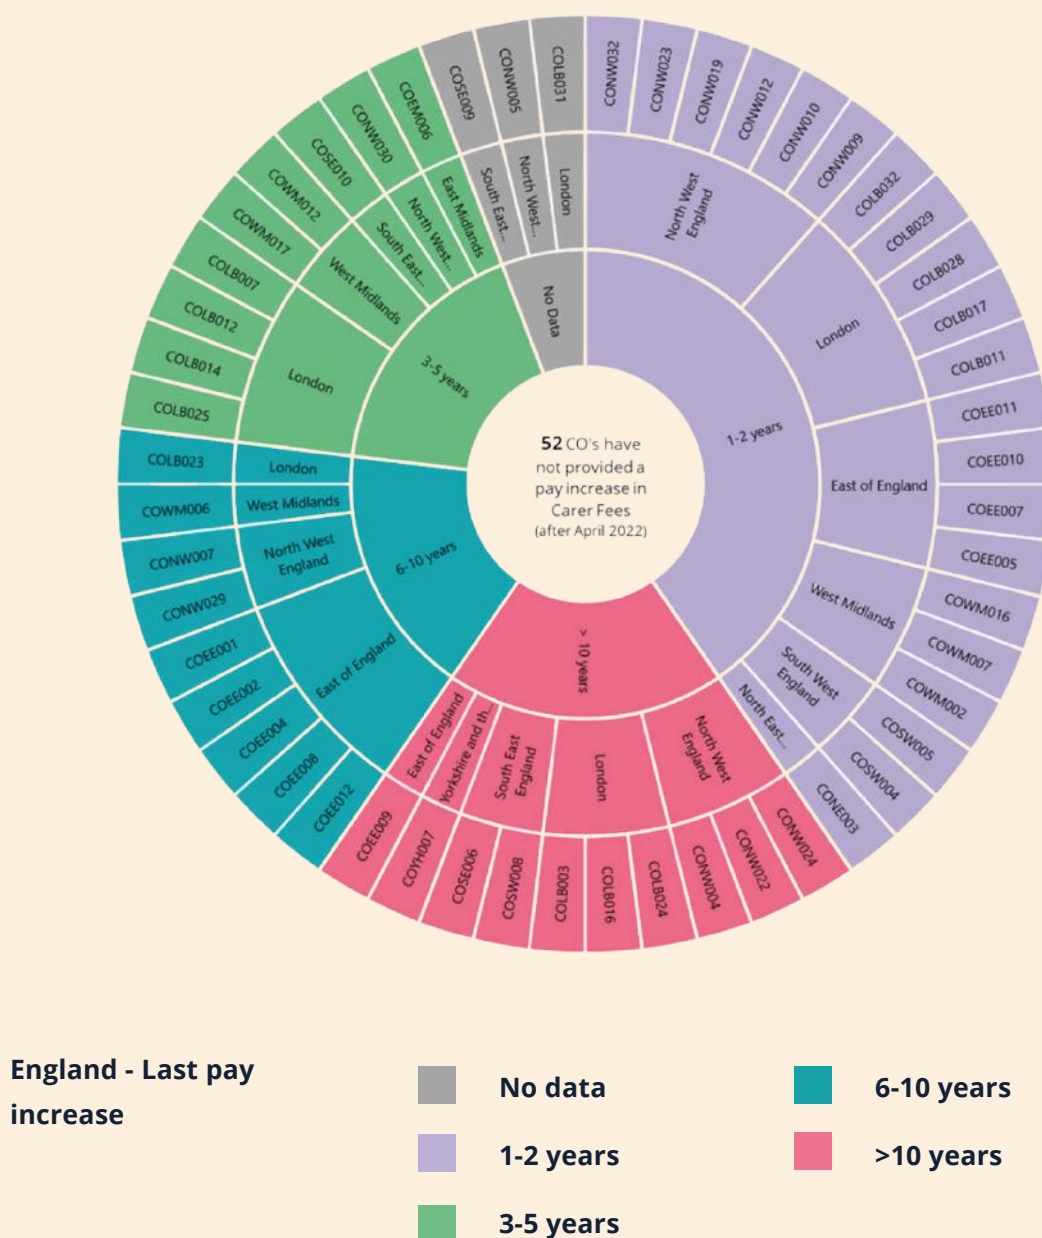 CONW032
CONW023
CONW019
CONW012
CONW010
CONW009
COLB032
COLB029
COLB028
COLB017
COLB011
COEE011
COEE010
COEE007
COEE005
COWM016
COWM007
COWM002
COSW005
COSW004
CONE003
CONW024
CONW022
CONW004
COLB024
COLB016
COLB003
COSW008
COSE006
COYH007
COEE009
COEE012
COEE008
COEE004
COEE002
COEE001
CONW029
CONW007
COWM006
COLB023
COLB025
COLB014
COLB012
COLB007
COWM017
COWM012
COSE010
CONW030
COEM006
COSE009
CONW005
COLB031
North West
England
London
East of England
West Midlands
South West
England
North East...
North West
England
London
South East
England
Yorkshire and th...
East of England
East of England
North West
England
West Midlands
London
London
West Midlands
South East...
North West...
East Midlands
South East...
North West...
London
1-2 years
> 10 years
6-10 years
3-5 years
No Data
52 CO's have
not provided a
pay increase in
Carer Fees
(after April 2022)
England - Last pay
increase
No data
1-2 years
3-5 years
6-10 years
>10 years